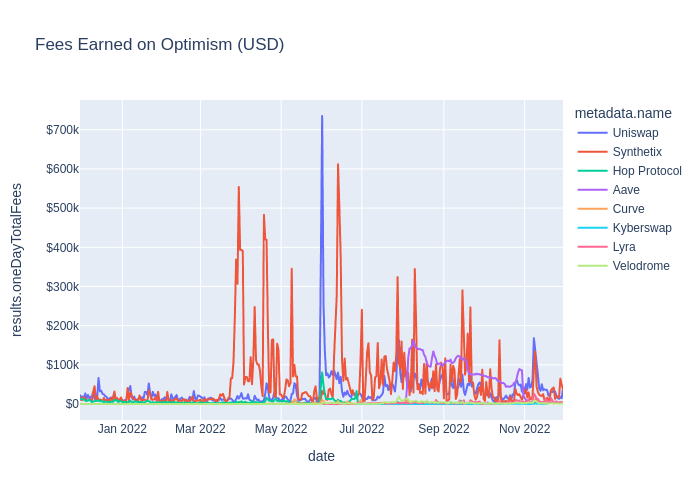 Fees Earned on Optimism (USD)
metadata.name
Uniswap
Synthetix
Hop Protocol
Aave
Curve
Kyberswap
Lyra
Velodrome
results.oneDayTotalFees
$700k
$600k
$500k
$400k
$300k
$200k
$100k
$0
Jan 2022
Mar 2022
May 2022
Jul 2022
Sep 2022
Nov 2022
date